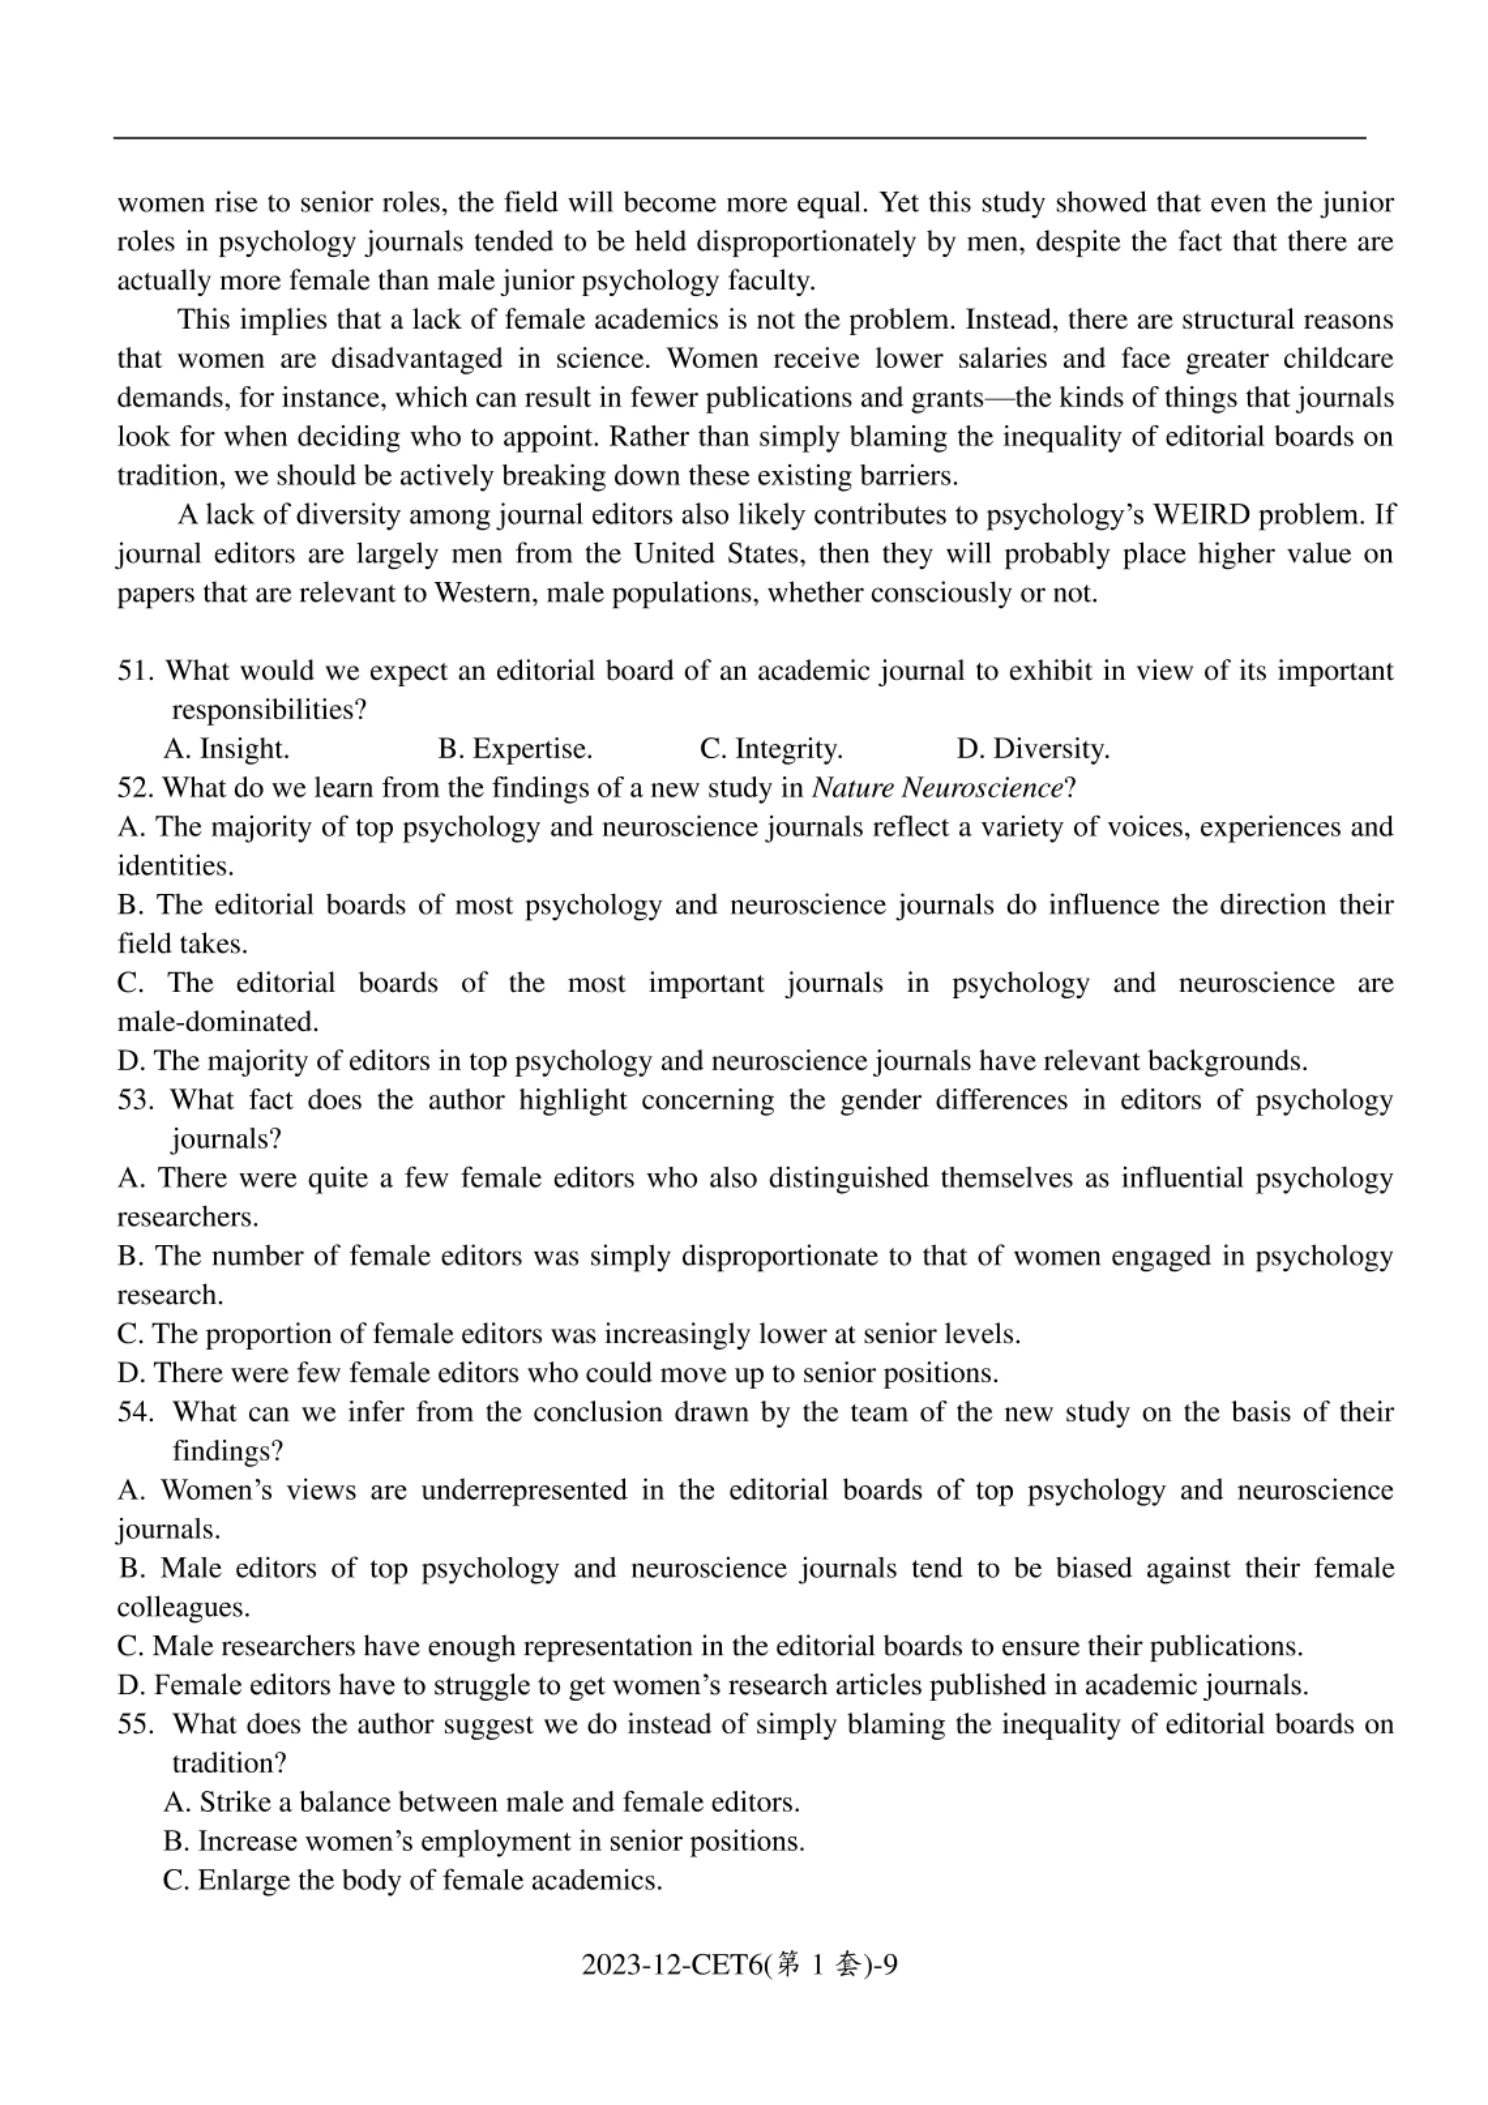 women rise to senior roles, the field will become more equal. Yet this study showed that even the junior
roles in psychology journals tended to be held disproportionately by men, despite the fact that there are
actually more female than male junior psychology faculty.
This implies that a lack of female academics is not the problem. Instead, there are structural reasons
that women are disadvantaged in science. Women receive lower salaries and face greater childcare
demands, for instance, which can result in fewer publications and grants—the kinds of things that journals
look for when deciding who to appoint. Rather than simply blaming the inequality of editorial boards on
tradition, we should be actively breaking down these existing barriers.
A lack of diversity among journal editors also likely contributes to psychology’s WEIRD problem. If
journal editors are largely men from the United States, then they will probably place higher value on
papers that are relevant to Western, male populations, whether consciously or not.
51. What would we expect an editorial board of an academic journal to exhibit in view of its important
responsibilities?
A. Insight. B. Expertise. C. Integrity. D. Diversity.
52. What do we learn from the findings of a new study in Nature Neuroscience?
A. The majority of top psychology and neuroscience journals reflect a variety of voices, experiences and
identities.
B. The editorial boards of most psychology and neuroscience journals do influence the direction their
field takes.
C. The editorial boards of the most important journals in psychology and neuroscience are
male-dominated.
D. The majority of editors in top psychology and neuroscience journals have relevant backgrounds.
53. What fact does the author highlight concerning the gender differences in editors of psychology
journals?
A. There were quite a few female editors who also distinguished themselves as influential psychology
researchers.
B. The number of female editors was simply disproportionate to that of women engaged in psychology
research.
C. The proportion of female editors was increasingly lower at senior levels.
D. There were few female editors who could move up to senior positions.
54. What can we infer from the conclusion drawn by the team of the new study on the basis of their
findings?
A. Women’s views are underrepresented in the editorial boards of top psychology and neuroscience
journals.
B. Male editors of top psychology and neuroscience journals tend to be biased against their female
colleagues.
C. Male researchers have enough representation in the editorial boards to ensure their publications.
D. Female editors have to struggle to get women’s research articles published in academic journals.
55. What does the author suggest we do instead of simply blaming the inequality of editorial boards on
tradition?
A. Strike a balance between male and female editors.
B. Increase women’s employment in senior positions.
C. Enlarge the body of female academics.
2023-12-CET6(第 1 套)-9